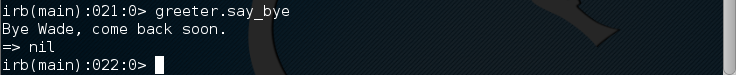 irb(main):021:0> greeter.say_bye
Bye Wade, come back soon.
=> nil
irb(main):022:0>